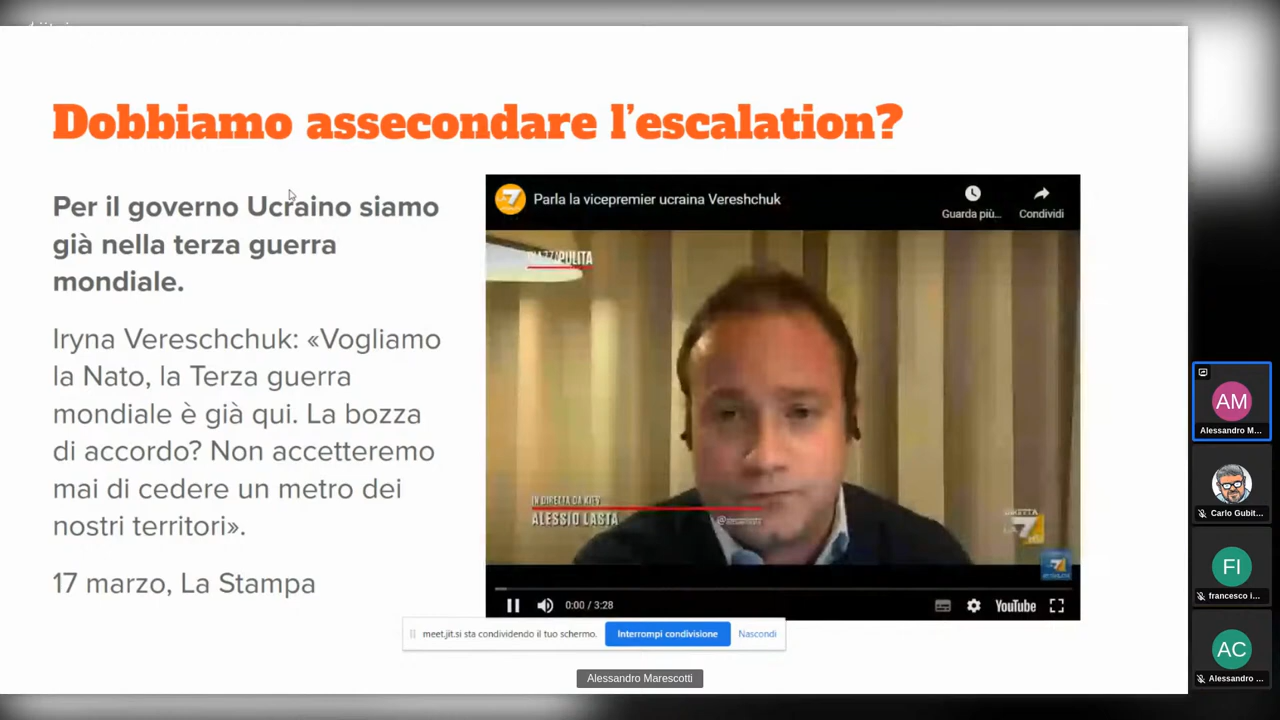 Dobbiamo assecondare l'escalation?
Per il governo Ucraino siamo
già nella terza guerra
mondiale.
Iryna Vereschchuk: «Vogliamo
la Nato, la Terza guerra
mondiale è già qui. La bozza
di accordo? Non accetteremo
mai di cedere un metro dei
nostri territori».
17 marzo, La Stampa
7
Parla la vicepremier ucraina Vereshchuk
Guarda più...
Condividi
PIAZZAPULITA
IN DIRETTA DA KIEV
ALESSIO LASTA
DIRETTA
7
0:00 / 3:28
YouTube
meet.jit.si sta condividendo il tuo schermo.
Interrompi condivisione
Nascondi
Alessandro Marescotti
AM
Alessandro M...
Carlo Gubit...
FI
francesco i...
AC
Alessandro ...